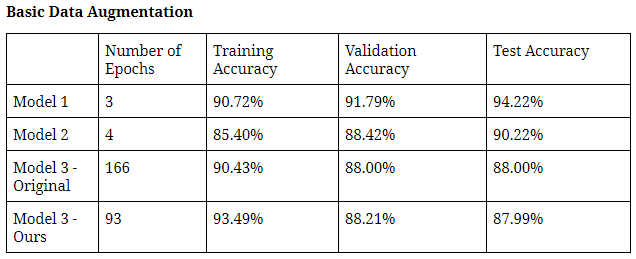 Basic Data Augmentation
Number of Epochs Training Accuracy Validation Accuracy Test Accuracy
Model 1 3 90.72% 91.79% 94.22%
Model 2 4 85.40% 88.42% 90.22%
Model 3 - Original 166 90.43% 88.00% 88.00%
Model 3 - Ours 93 93.49% 88.21% 87.99%